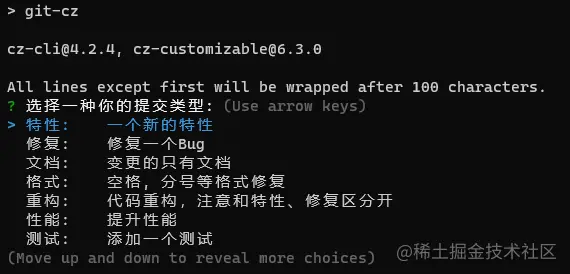 > git-cz
cz-cli@4.2.4, cz-customizable@6.3.0
All lines except first will be wrapped after 100 characters.
? 选择一种你的提交类型: (Use arrow keys)
> 特性:    一个新的特性
修复:    修复一个Bug
文档:    变更的只有文档
格式:    空格, 分号等格式修复
重构:    代码重构，注意和特性、修复区分开
性能:    提升性能
测试:    添加一个测试
(Move up and down to reveal more choices)
@稀土掘金技术社区